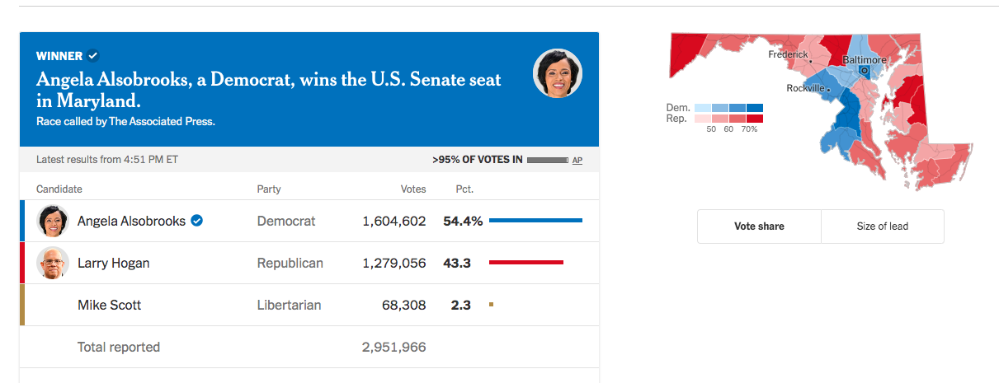 WINNER
Angela Alsobrooks, a Democrat, wins the U.S. Senate seat
in Maryland.
Race called by The Associated Press.
Latest results from 4:51 PM ET >95% OF VOTES IN AP
Candidate Party Votes Pct.
Angela Alsobrooks Democrat 1,604,602 54.4%
Larry Hogan Republican 1,279,056 43.3
Mike Scott Libertarian 68,308 2.3
Total reported 2,951,966
Frederick
Baltimore
Rockville
Dem.
Rep.
50 60 70%
Vote share Size of lead